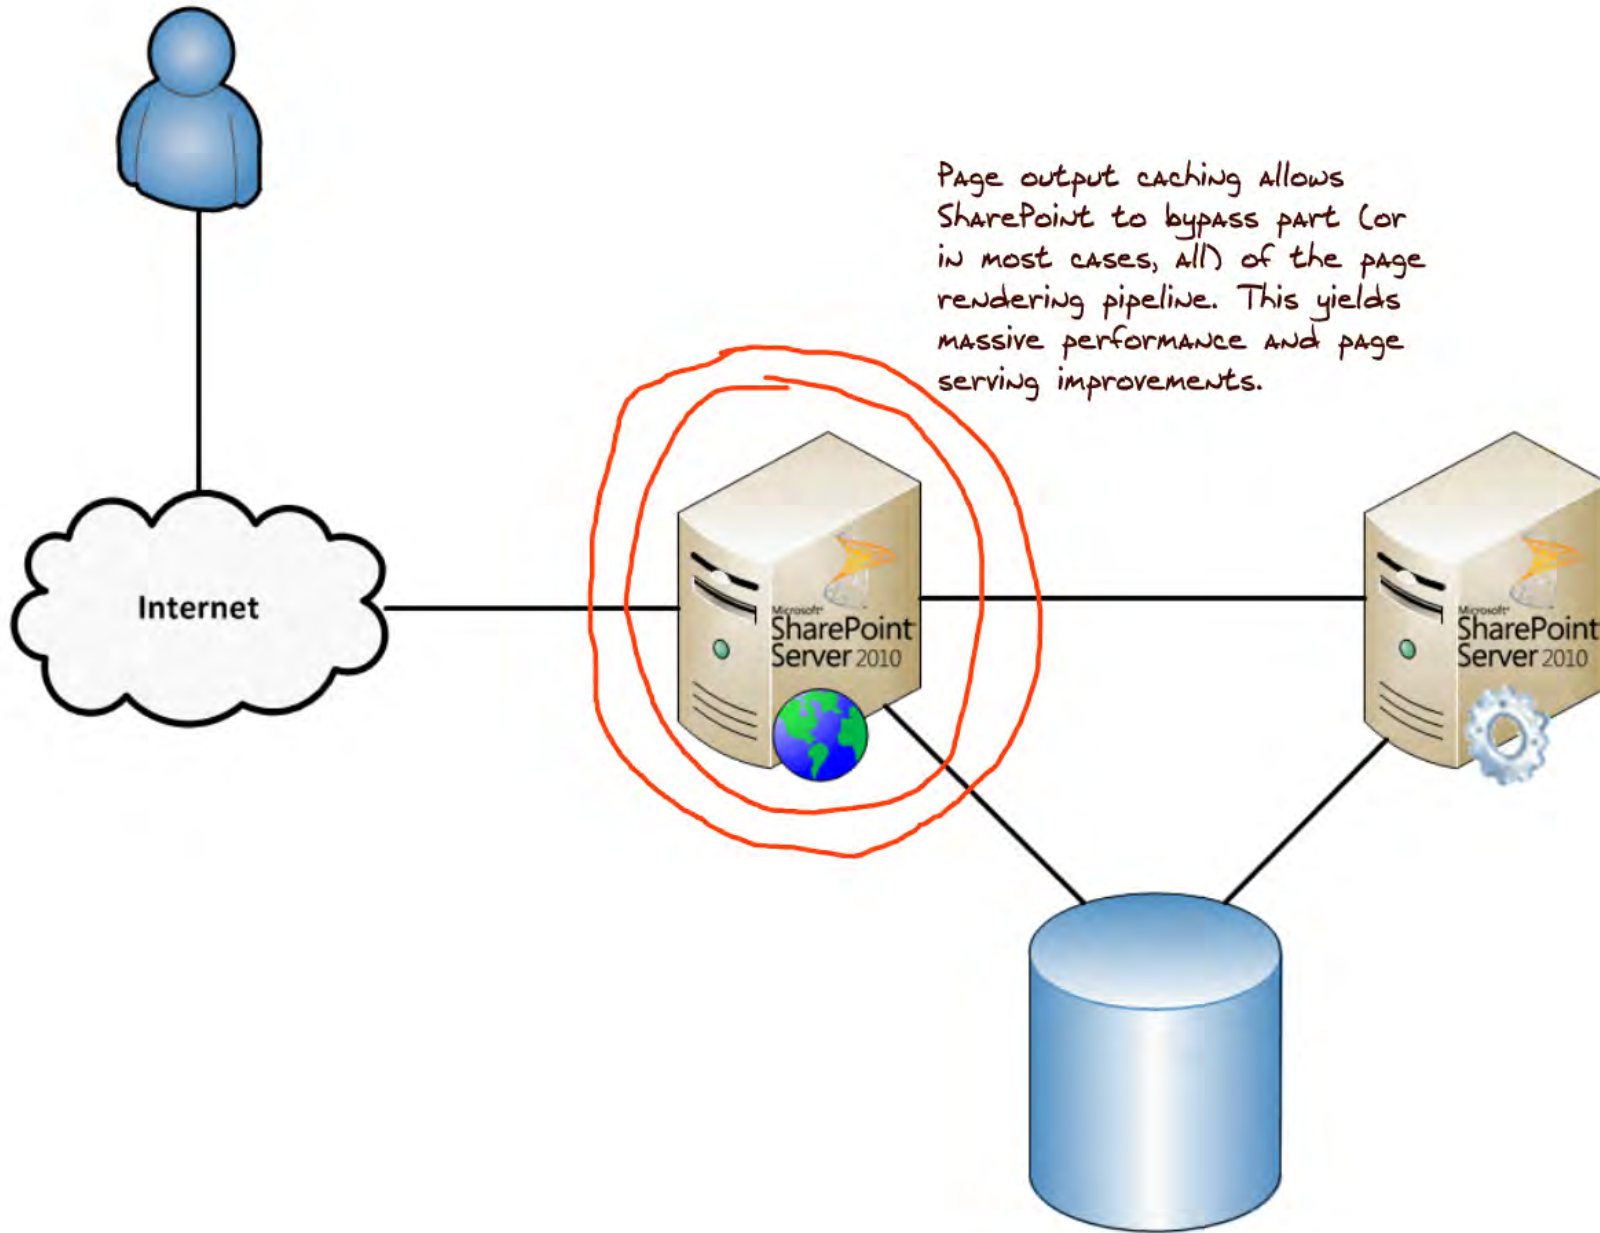 Page output caching allows
SharePoint to bypass part (or
in most cases, all) of the page
rendering pipeline. This yields
massive performance and page
serving improvements.
Internet
Microsoft®
SharePoint
Server 2010
Microsoft®
SharePoint
Server 2010